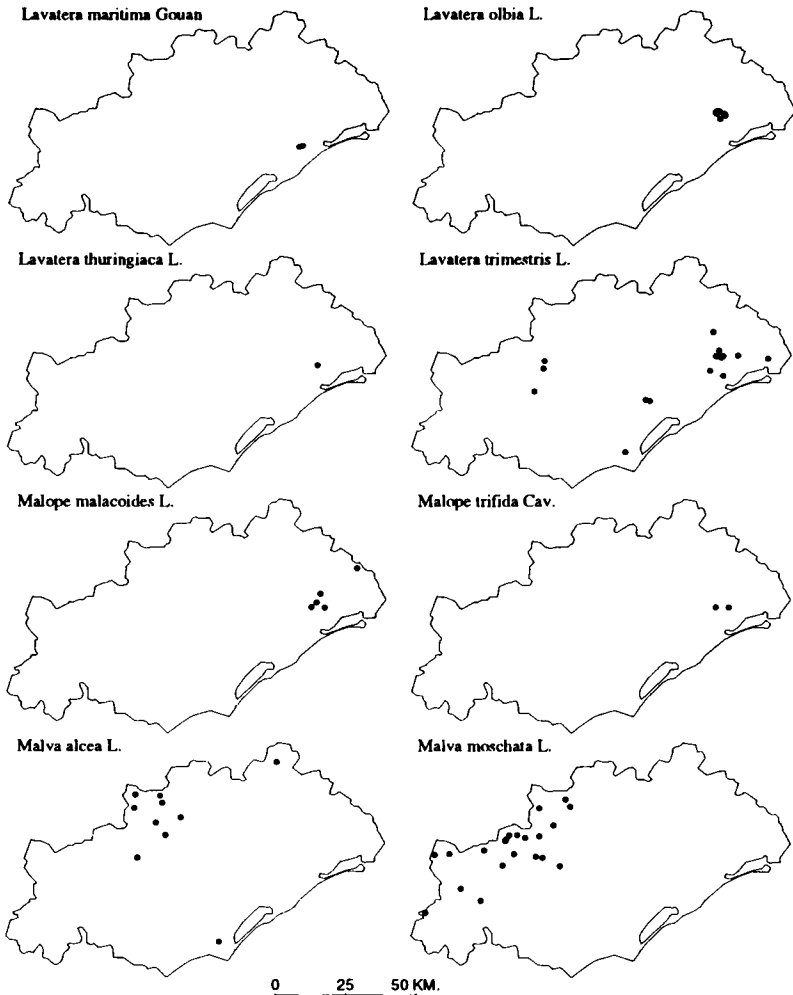 Lavatera maritima Gouan
Lavatera olbia L.
Lavatera thuringiaca L.
Lavatera trimestris L.
Malope malacoides L.
Malope trifida Cav.
Malva alcea L.
Malva moschata L.
0 25 50 KM.